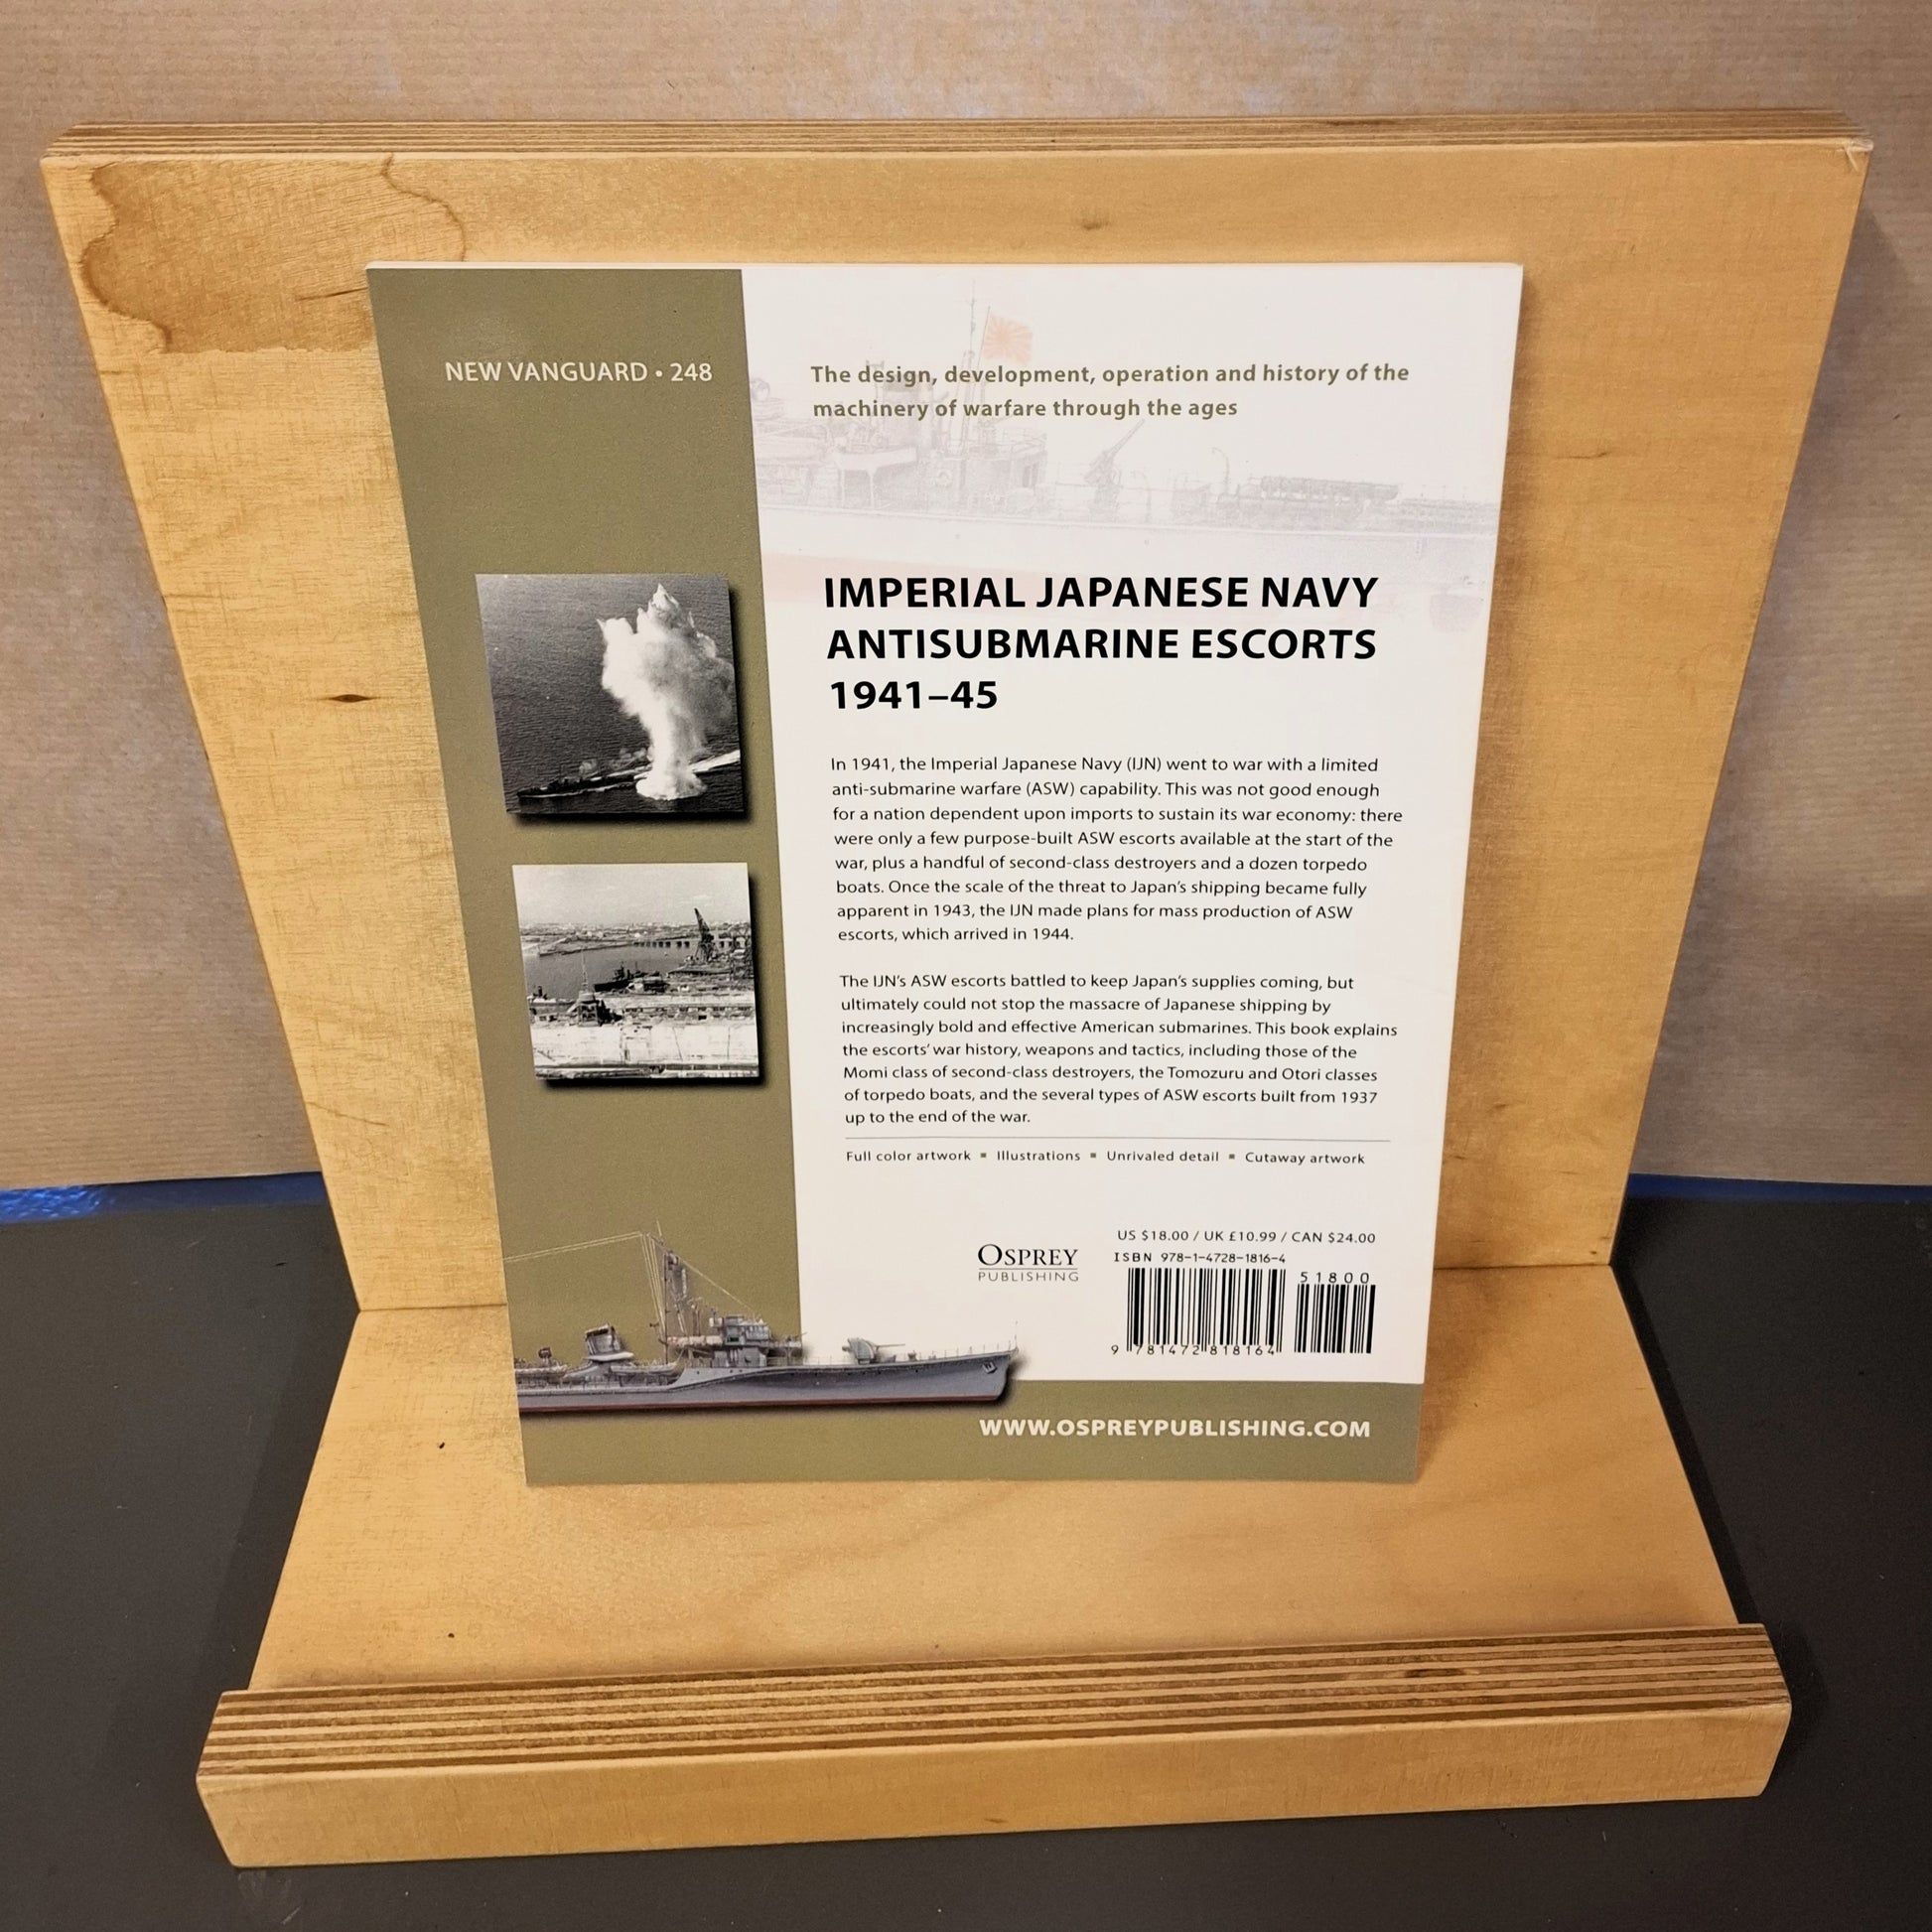 NEW VANGUARD • 248
The design, development, operation and history of the
machinery of warfare through the ages
IMPERIAL JAPANESE NAVY
ANTISUBMARINE ESCORTS
1941–45
In 1941, the Imperial Japanese Navy (IJN) went to war with a limited
anti-submarine warfare (ASW) capability. This was not good enough
for a nation dependent upon imports to sustain its war economy: there
were only a few purpose-built ASW escorts available at the start of the
war, plus a handful of second-class destroyers and a dozen torpedo
boats. Once the scale of the threat to Japan's shipping became fully
apparent in 1943, the IJN made plans for mass production of ASW
escorts, which arrived in 1944.
The IJN's ASW escorts battled to keep Japan's supplies coming, but
ultimately could not stop the massacre of Japanese shipping by
increasingly bold and effective American submarines. This book explains
the escorts' war history, weapons and tactics, including those of the
Momi class of second-class destroyers, the Tomozuru and Otori classes
of torpedo boats, and the several types of ASW escorts built from 1937
up to the end of the war.
Full color artwork ▪ Illustrations ▪ Unrivaled detail ▪ Cutaway artwork
OSPREY
PUBLISHING
US $18.00 / UK £10.99 / CAN $24.00
ISBN 978-1-4728-1816-4
51800
9 781472 818164
WWW.OSPREYPUBLISHING.COM